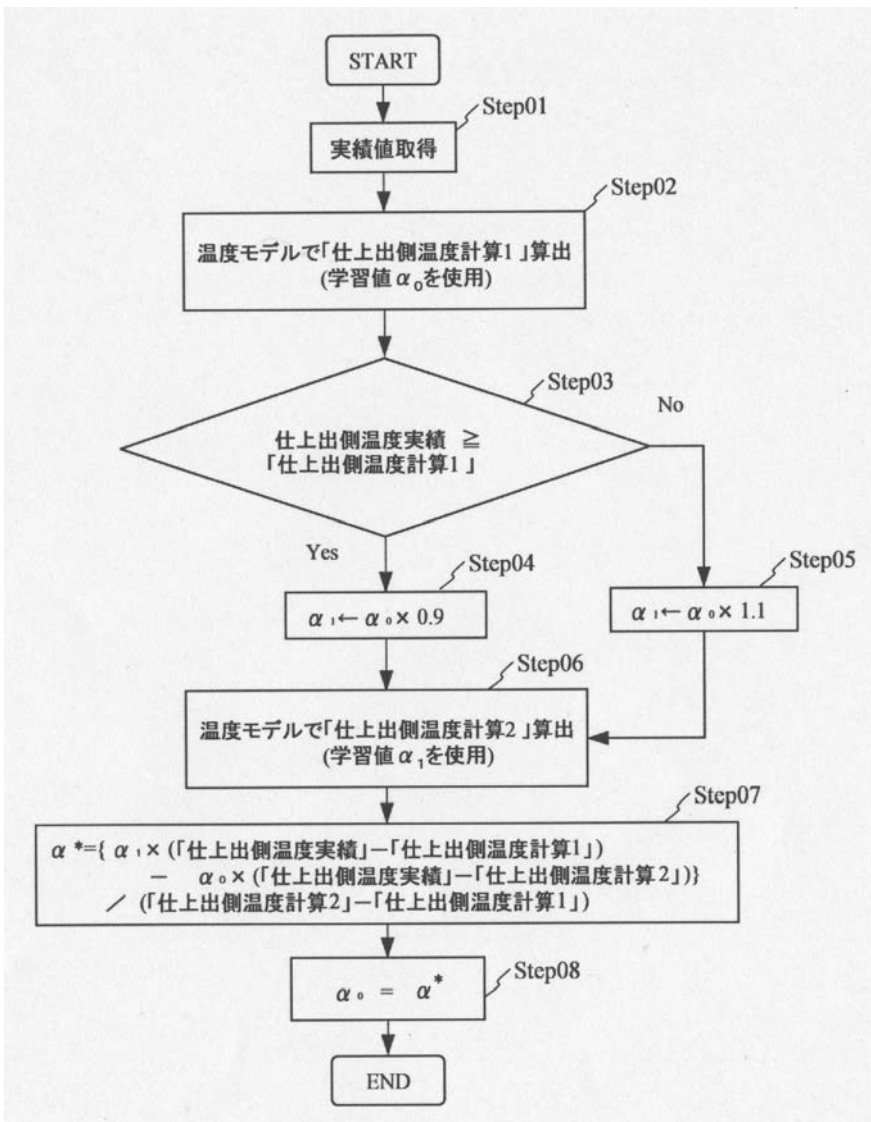 START
Step01
実績値取得
Step02
温度モデルで「仕上出側温度計算1」算出
(学習値α₀を使用)
Step03
仕上出側温度実績 ≧
「仕上出側温度計算1」
No
Yes
Step04
α₁← α₀× 0.9
Step05
α₁← α₀× 1.1
Step06
温度モデルで「仕上出側温度計算2」算出
(学習値α₁を使用)
Step07
α*={ α₁×(「仕上出側温度実績」−「仕上出側温度計算1」)
− α₀×(「仕上出側温度実績」−「仕上出側温度計算2」)}
／ (「仕上出側温度計算2」−「仕上出側温度計算1」)
Step08
α₀ = α*
END